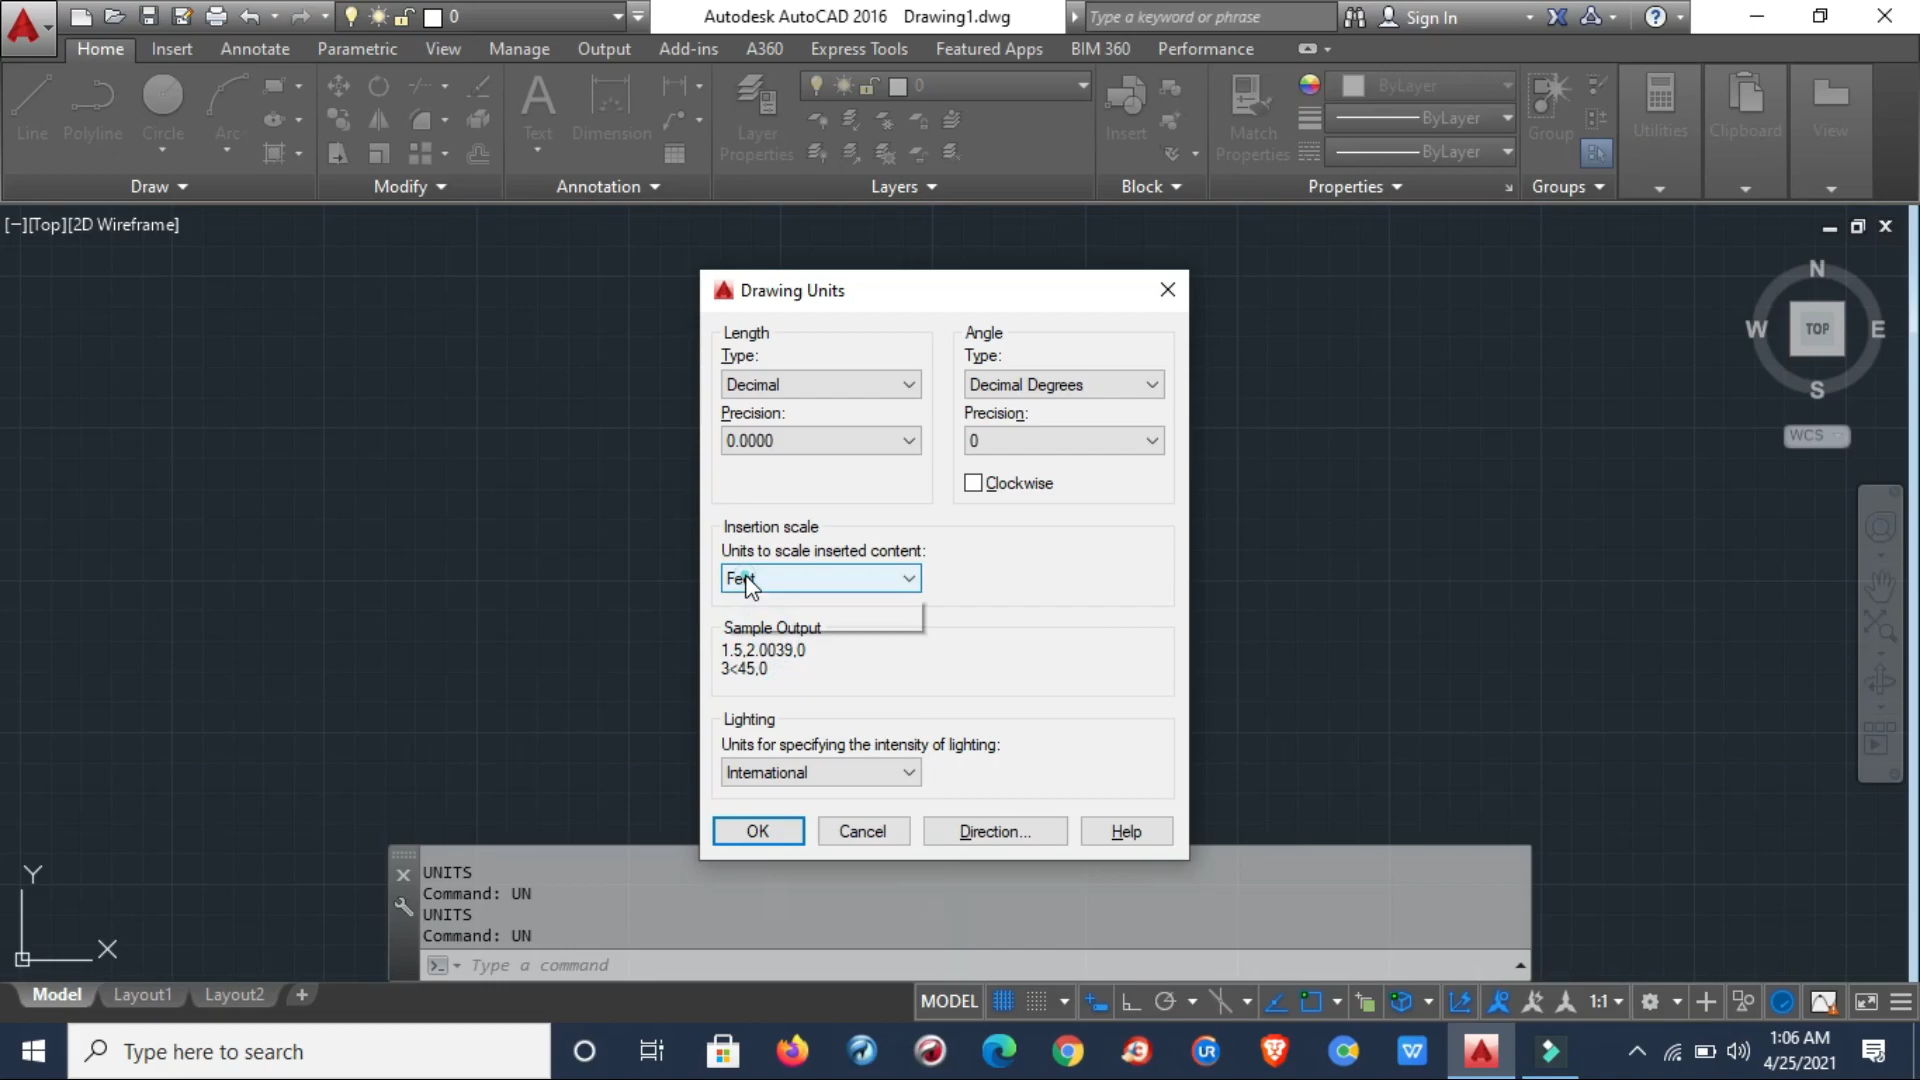 0
Autodesk AutoCAD 2016 Drawing1.dwg
Type a keyword or phrase
Sign In
Home Insert Annotate Parametric View Manage Output Add-ins A360 Express Tools Featured Apps BIM 360 Performance
0
ByLayer
Line Polyline Circle Arc Text Dimension Layer Properties Insert Match Properties ByLayer ByLayer Group Utilities Clipboard View
Draw Modify Annotation Layers Block Properties Groups
[−][Top][2D Wireframe]
N
W TOP E
S
WCS
Drawing Units
Length
Type:
Decimal
Precision:
0.0000
Angle
Type:
Decimal Degrees
Precision:
0
Clockwise
Insertion scale
Units to scale inserted content:
Feet
Sample Output
1.5,2.0039,0
3<45,0
Lighting
Units for specifying the intensity of lighting:
International
OK Cancel Direction... Help
UNITS
Command: UN
UNITS
Command: UN
Type a command
Y
X
Model Layout1 Layout2 +
MODEL
1:1
Type here to search
UR
W
1:06 AM
4/25/2021